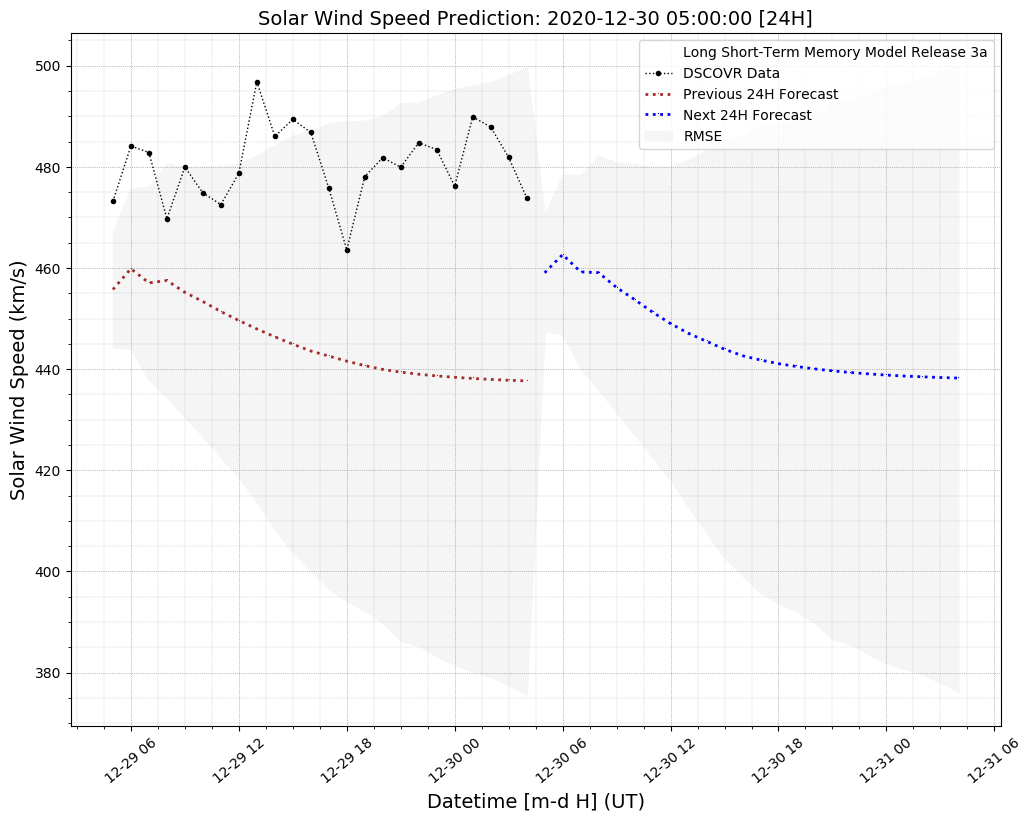 Solar Wind Speed Prediction: 2020-12-30 05:00:00 [24H]
Long Short-Term Memory Model Release 3a
DSCOVR Data
Previous 24H Forecast
Next 24H Forecast
RMSE
Solar Wind Speed (km/s)
500
480
460
440
420
400
380
12-29 06
12-29 12
12-29 18
12-30 00
12-30 06
12-30 12
12-30 18
12-31 00
12-31 06
Datetime [m-d H] (UT)